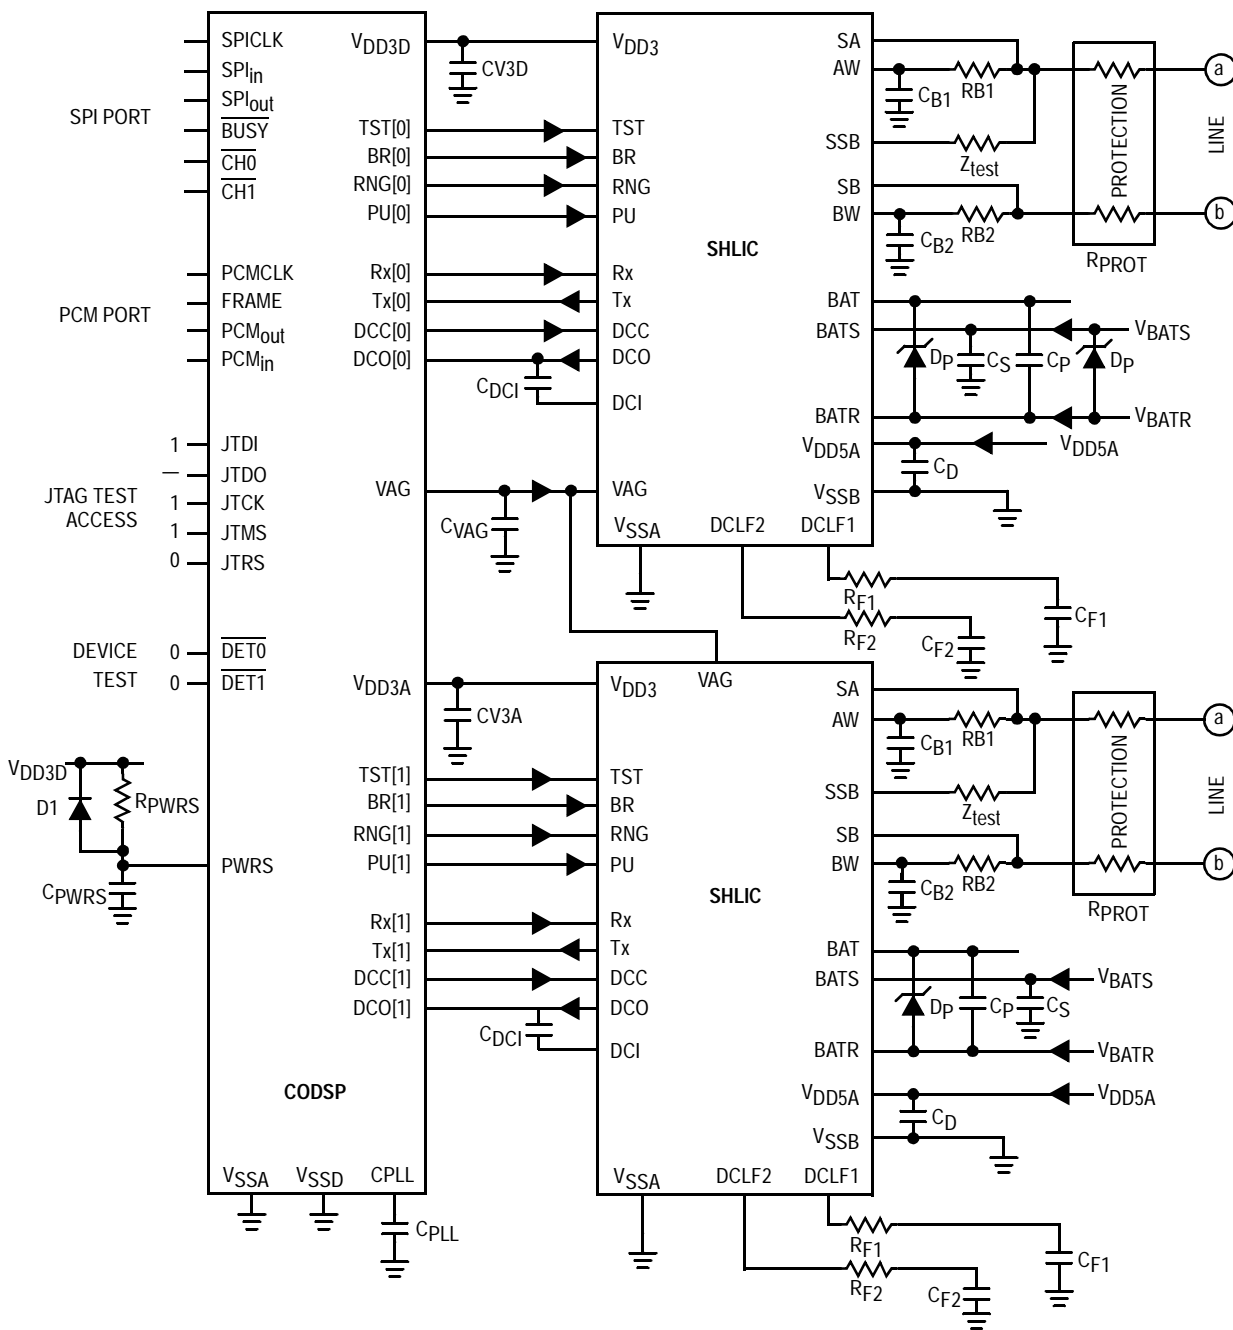 SPI PORT
SPICLK
SPIin
SPIout
BUSY
CH0
CH1
PCM PORT
PCMCLK
FRAME
PCMout
PCMin
JTAG TEST
ACCESS
1 JTDI
— JTDO
1 JTCK
1 JTMS
0 JTRS
DEVICE
TEST
0 DET0
0 DET1
VDD3D
D1
RPWRS
PWRS
CPWRS
VDD3D
TST[0]
BR[0]
RNG[0]
PU[0]
Rx[0]
Tx[0]
DCC[0]
DCO[0]
VAG
VDD3A
TST[1]
BR[1]
RNG[1]
PU[1]
Rx[1]
Tx[1]
DCC[1]
DCO[1]
CODSP
VSSA
VSSD
CPLL
CPLL
CV3D
CDCI
CVAG
CV3A
CDCI
VDD3
TST
BR
RNG
PU
Rx
Tx
DCC
DCO
DCI
VAG
VSSA
DCLF2
DCLF1
SHLIC
SA
AW
SSB
SB
BW
BAT
BATS
BATR
VDD5A
VSSB
CB1
RB1
Ztest
CB2
RB2
PROTECTION
RPROT
a
LINE
b
DP
CS
CP
DP
VBATS
VBATR
VDD5A
CD
RF1
RF2
CF1
CF2
VAG
VDD3
TST
BR
RNG
PU
Rx
Tx
DCC
DCO
DCI
VSSA
DCLF2
DCLF1
SHLIC
SA
AW
SSB
SB
BW
BAT
BATS
BATR
VDD5A
VSSB
CB1
RB1
Ztest
CB2
RB2
PROTECTION
RPROT
a
LINE
b
DP
CP
CS
VBATS
VBATR
VDD5A
CD
RF1
RF2
CF1
CF2